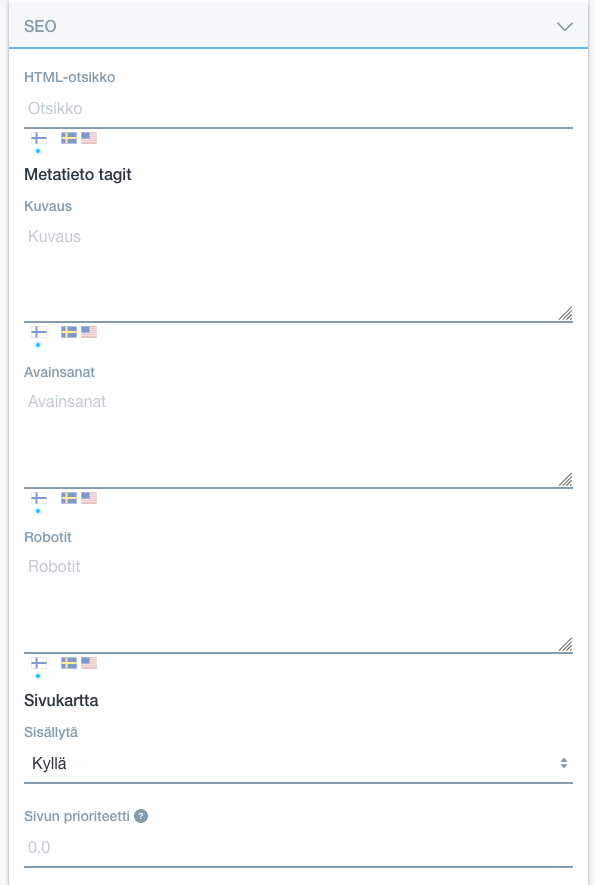 SEO
HTML-otsikko
Otsikko
Metatieto tagit
Kuvaus
Kuvaus
Avainsanat
Avainsanat
Robotit
Robotit
Sivukartta
Sisällytä
Kyllä
Sivun prioriteetti ?
0.0